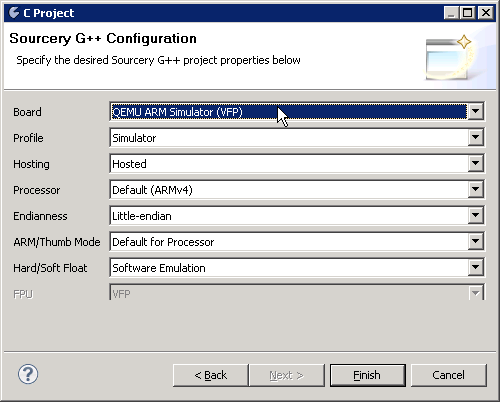 C Project
Sourcery G++ Configuration
Specify the desired Sourcery G++ project properties below
Board QEMU ARM Simulator (VFP)
Profile Simulator
Hosting Hosted
Processor Default (ARMv4)
Endianness Little-endian
ARM/Thumb Mode Default for Processor
Hard/Soft Float Software Emulation
FPU VFP
? < Back Next > Finish Cancel